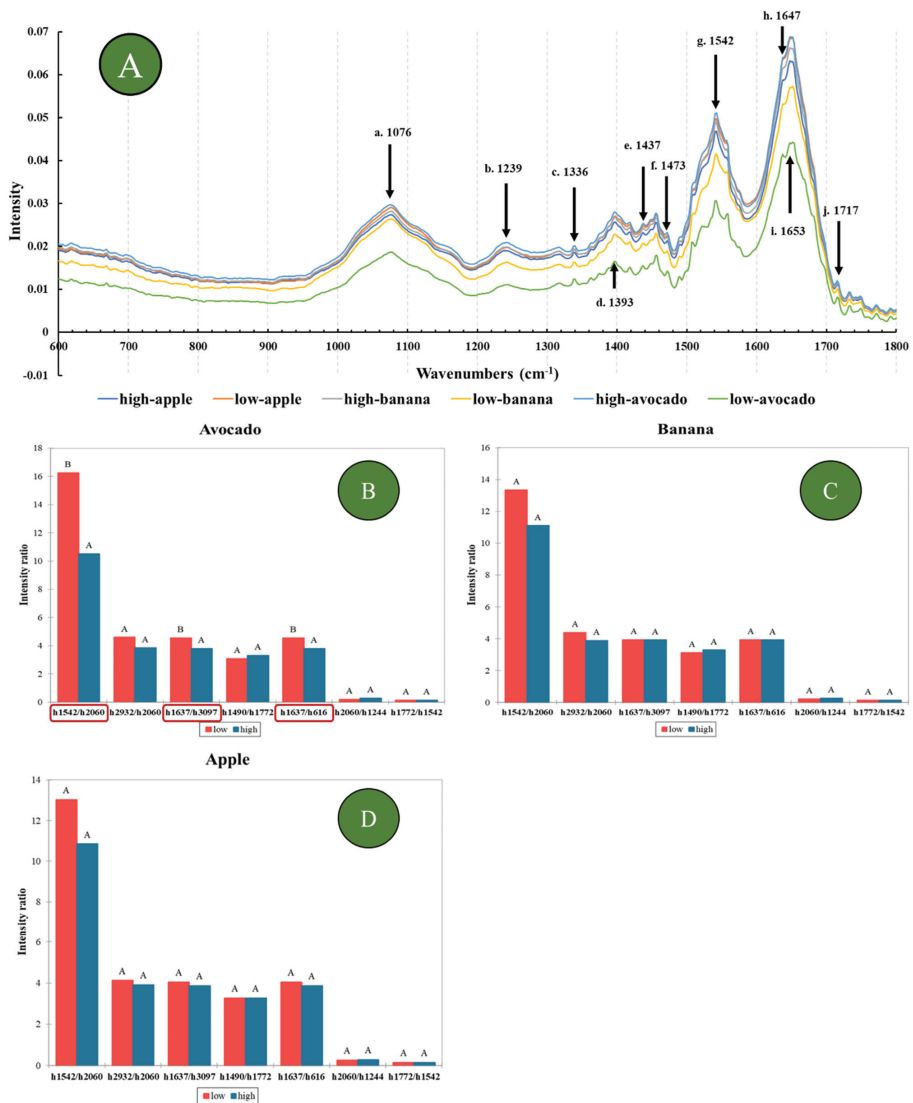 0.07
0.06
0.05
0.04
0.03
0.02
0.01
0
-0.01
Intensity
A
a. 1076
b. 1239
c. 1336
d. 1393
e. 1437
f. 1473
g. 1542
h. 1647
i. 1653
j. 1717
600 700 800 900 1000 1100 1200 1300 1400 1500 1600 1700 1800
Wavenumbers (cm⁻¹)
high-apple low-apple high-banana low-banana high-avocado low-avocado
Avocado
B
18
16
14
12
10
8
6
4
2
0
Intensity ratio
B A A A B A A A B A A A A A
h1542/h2060 h2932/h2060 h1637/h3097 h1490/h1772 h1637/h616 h2060/h1244 h1772/h1542
low high
Banana
C
16
14
12
10
8
6
4
2
0
Intensity ratio
A A A A A A A A A A A A A A
h1542/h2060 h2932/h2060 h1637/h3097 h1490/h1772 h1637/h616 h2060/h1244 h1772/h1542
low high
Apple
D
14
12
10
8
6
4
2
0
Intensity ratio
A A A A A A A A A A A A A A
h1542/h2060 h2932/h2060 h1637/h3097 h1490/h1772 h1637/h616 h2060/h1244 h1772/h1542
low high